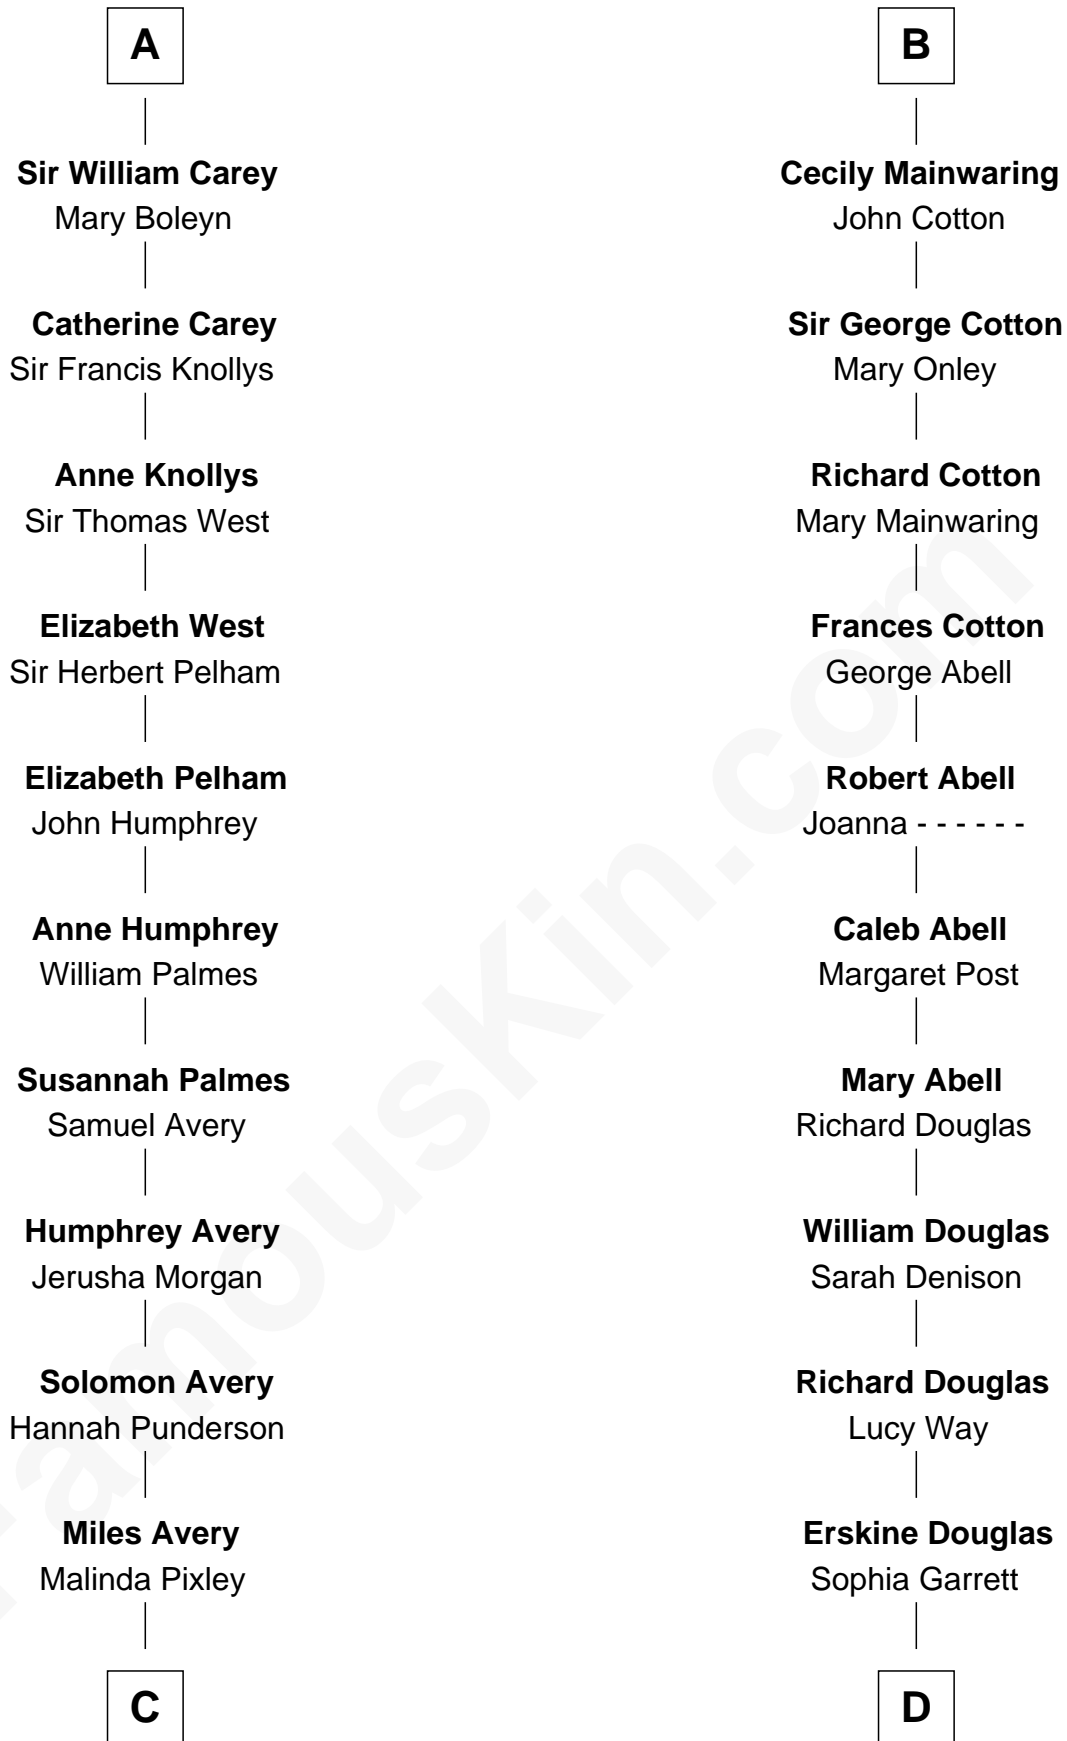 A
Sir William Carey
Mary Boleyn
Catherine Carey
Sir Francis Knollys
Anne Knollys
Sir Thomas West
Elizabeth West
Sir Herbert Pelham
Elizabeth Pelham
John Humphrey
Anne Humphrey
William Palmes
Susannah Palmes
Samuel Avery
Humphrey Avery
Jerusha Morgan
Solomon Avery
Hannah Punderson
Miles Avery
Malinda Pixley
C
B
Cecily Mainwaring
John Cotton
Sir George Cotton
Mary Onley
Richard Cotton
Mary Mainwaring
Frances Cotton
George Abell
Robert Abell
Joanna - - - - - -
Caleb Abell
Margaret Post
Mary Abell
Richard Douglas
William Douglas
Sarah Denison
Richard Douglas
Lucy Way
Erskine Douglas
Sophia Garrett
D
FamousKin.com